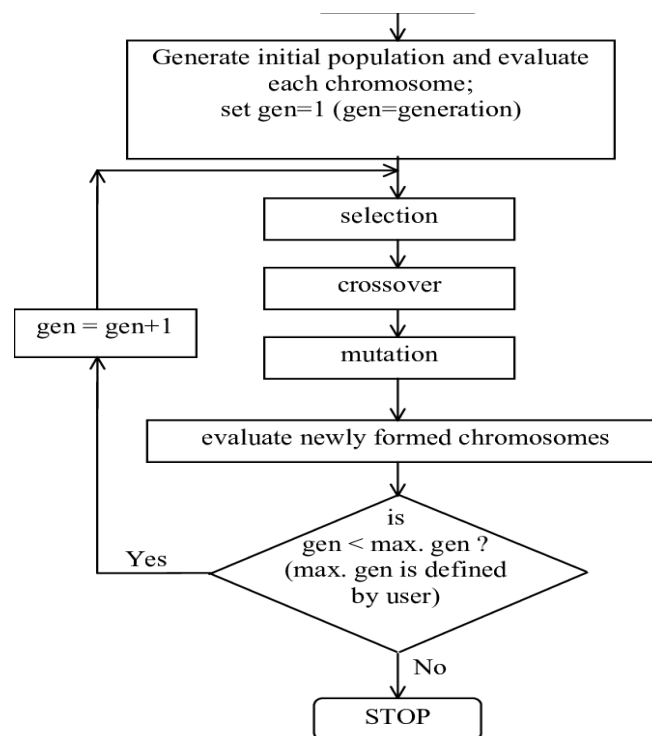 Generate initial population and evaluate
each chromosome;
set gen=1 (gen=generation)
selection
crossover
gen = gen+1
mutation
evaluate newly formed chromosomes
is
gen < max. gen ?
(max. gen is defined
by user)
Yes
No
STOP